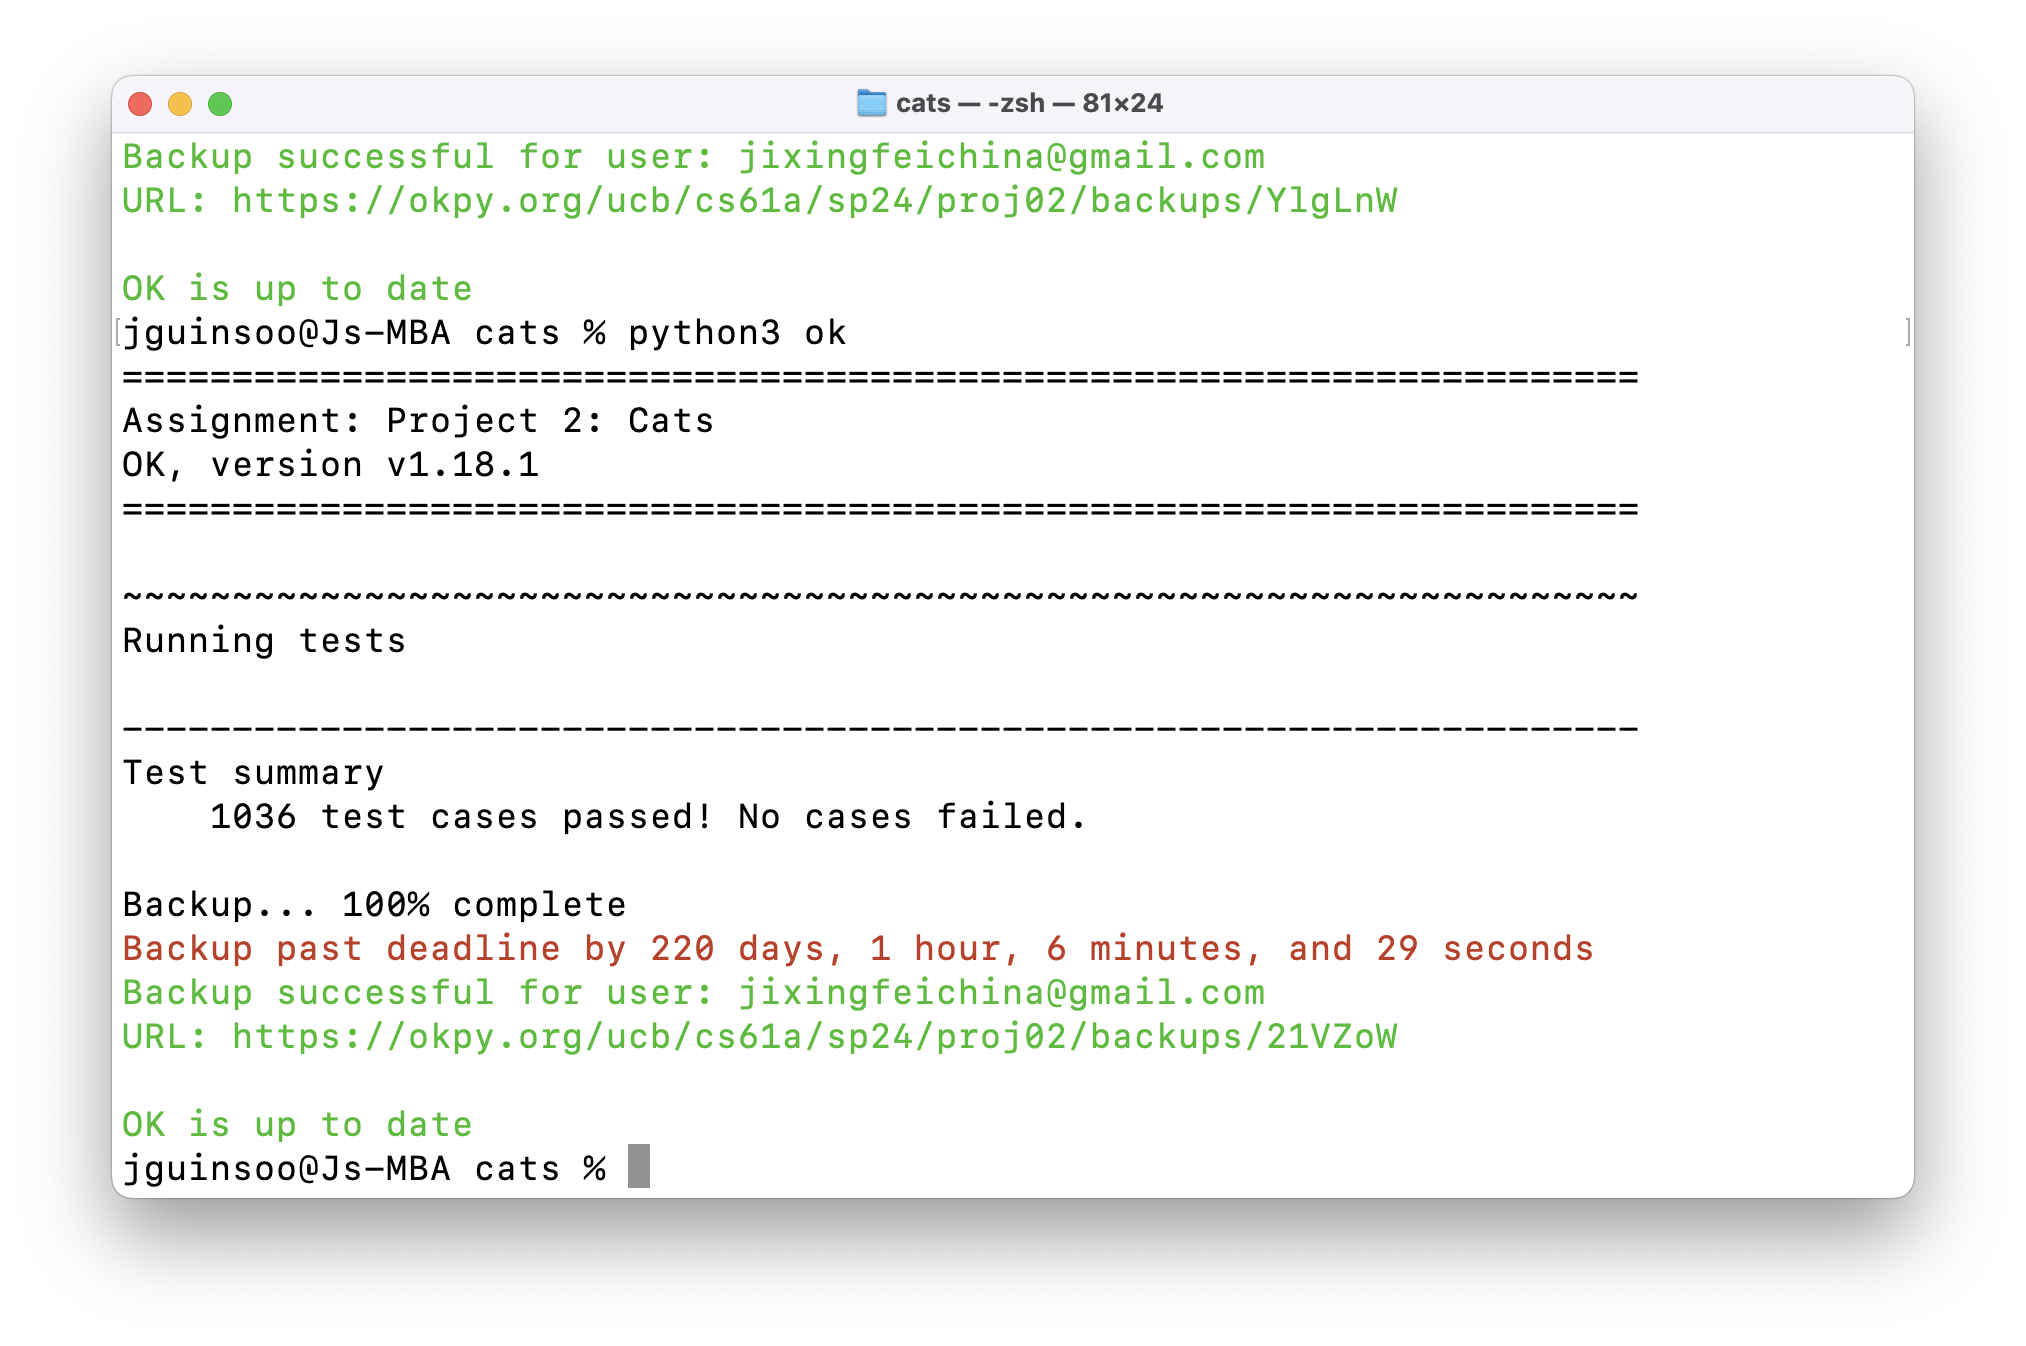 cats — -zsh — 81×24
Backup successful for user: jixingfeichina@gmail.com
URL: https://okpy.org/ucb/cs61a/sp24/proj02/backups/YlgLnW
OK is up to date
[jguinsoo@Js-MBA cats % python3 ok ]
=====================================================================
Assignment: Project 2: Cats
OK, version v1.18.1
=====================================================================
~~~~~~~~~~~~~~~~~~~~~~~~~~~~~~~~~~~~~~~~~~~~~~~~~~~~~~~~~~~~~~~~~~~~~
Running tests
---------------------------------------------------------------------
Test summary
    1036 test cases passed! No cases failed.
Backup... 100% complete
Backup past deadline by 220 days, 1 hour, 6 minutes, and 29 seconds
Backup successful for user: jixingfeichina@gmail.com
URL: https://okpy.org/ucb/cs61a/sp24/proj02/backups/21VZoW
OK is up to date
jguinsoo@Js-MBA cats %